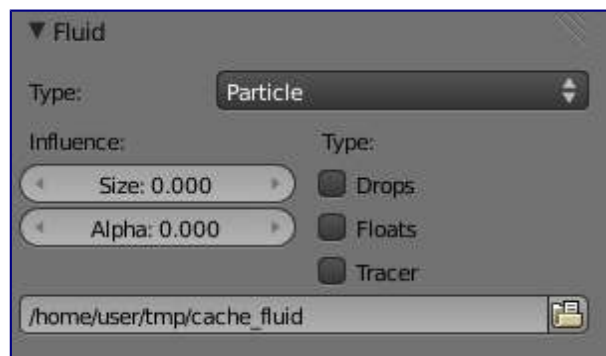 Fluid
Type: Particle
Influence: Type:
Size: 0.000 Drops
Alpha: 0.000 Floats
Tracer
/home/user/tmp/cache_fluid